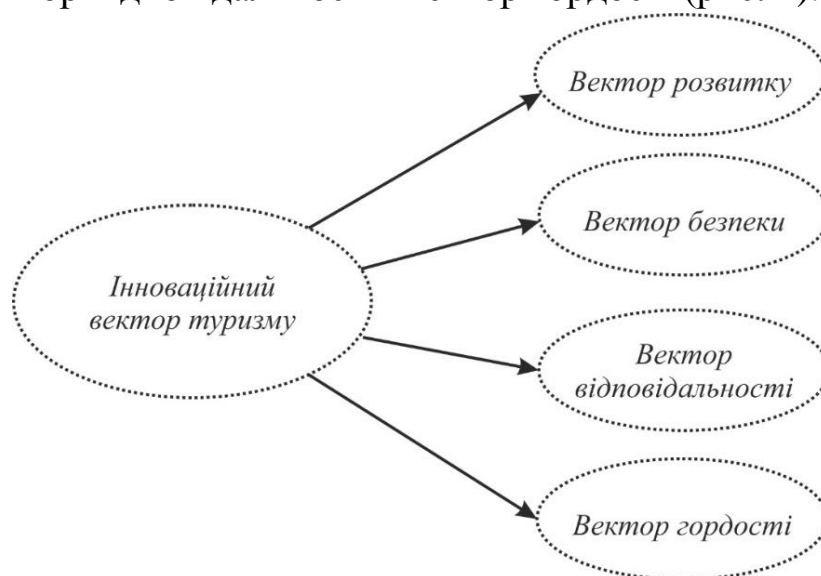 Вектор розвитку
Вектор безпеки
Інноваційний
вектор туризму
Вектор
відповідальності
Вектор гордості